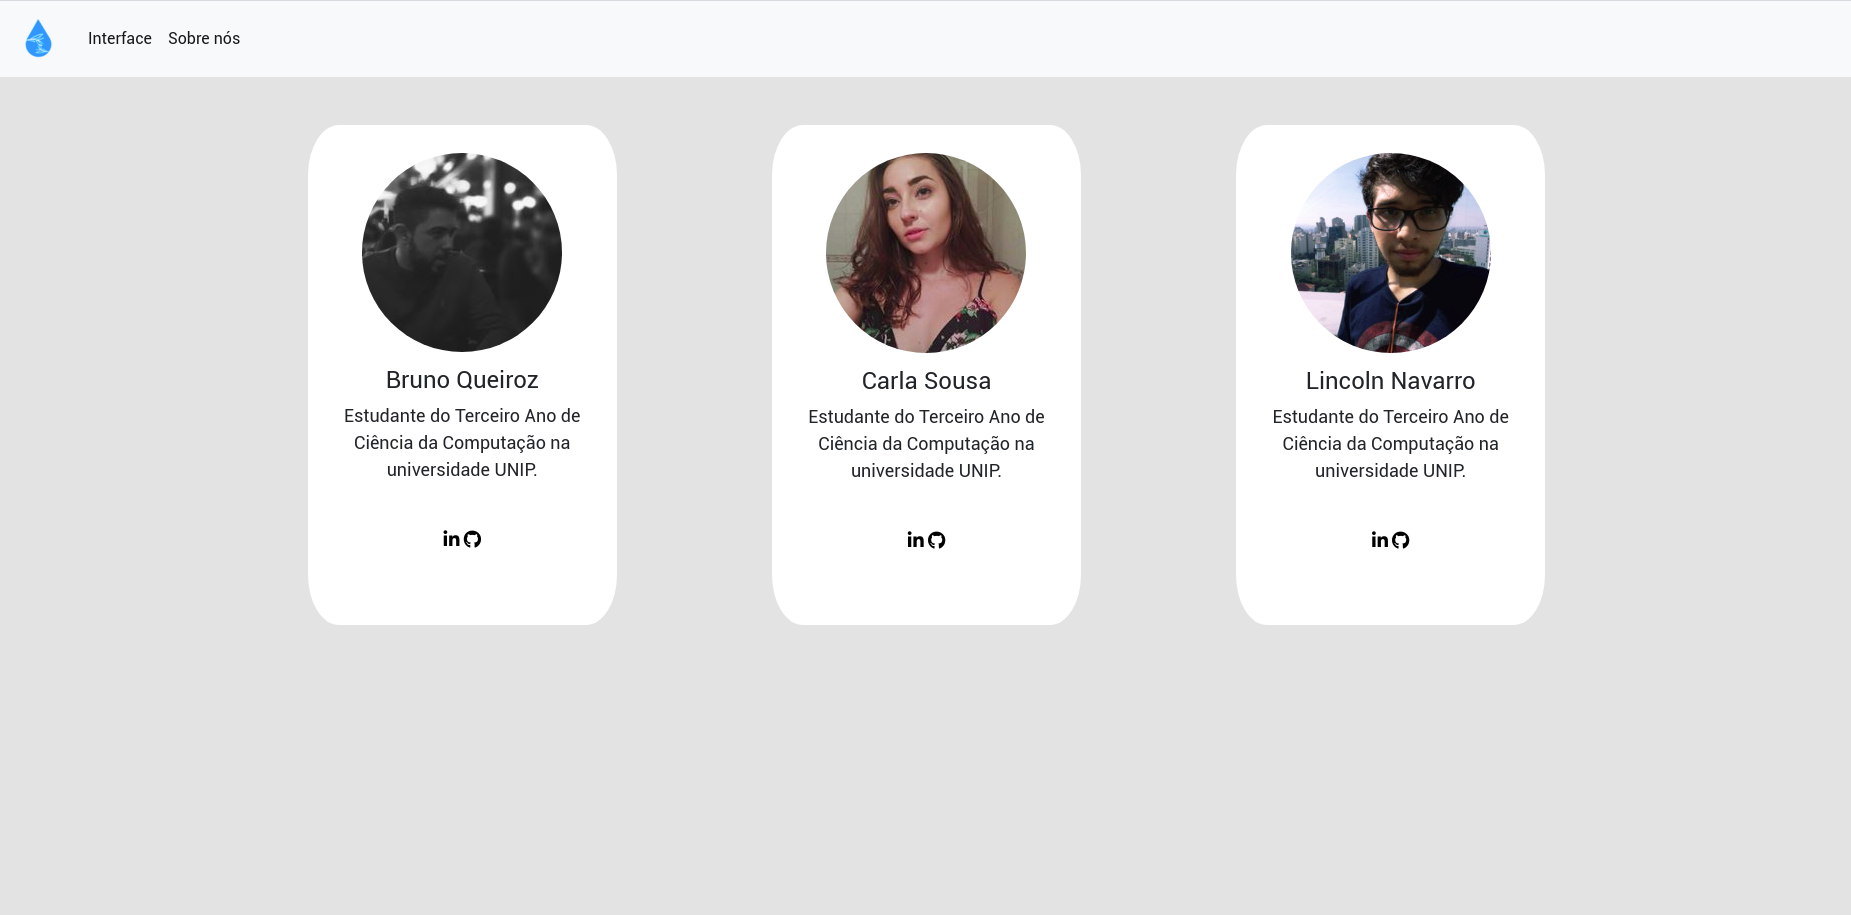 Interface Sobre nós
Bruno Queiroz
Estudante do Terceiro Ano de
Ciência da Computação na
universidade UNIP.
in
Carla Sousa
Estudante do Terceiro Ano de
Ciência da Computação na
universidade UNIP.
in
Lincoln Navarro
Estudante do Terceiro Ano de
Ciência da Computação na
universidade UNIP.
in